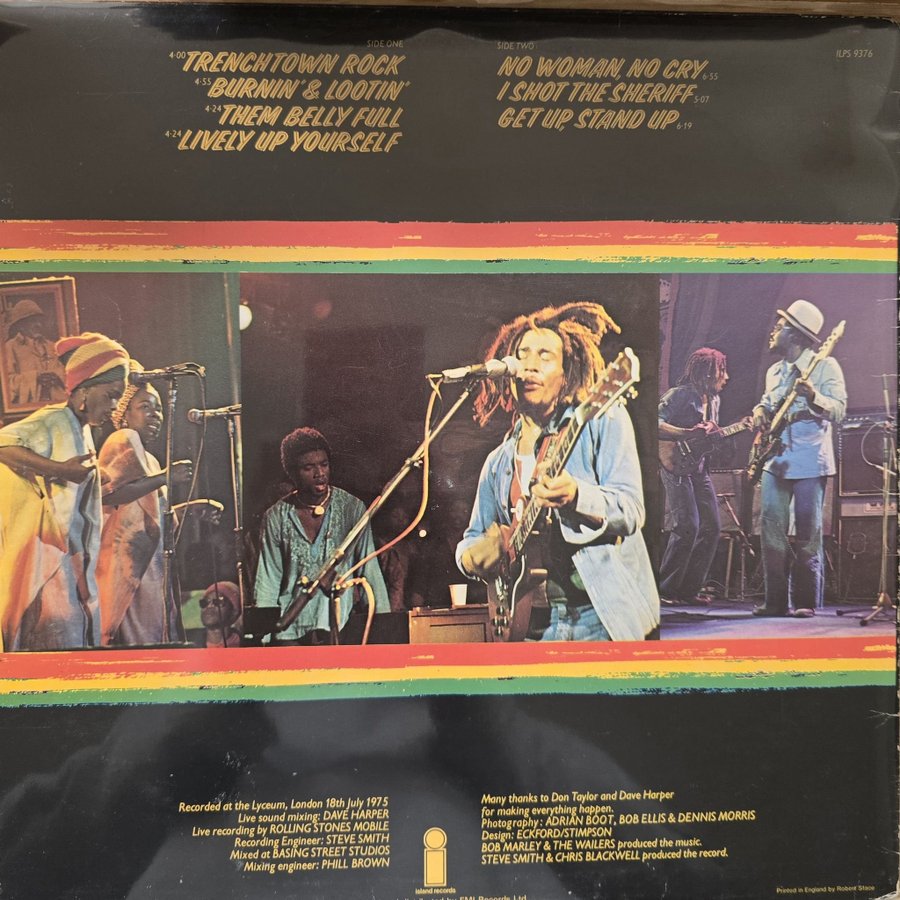 SIDE ONE
4·00 TRENCHTOWN ROCK
4·55 BURNIN' & LOOTIN'
4·24 THEM BELLY FULL
4·24 LIVELY UP YOURSELF
SIDE TWO
NO WOMAN, NO CRY 6·55
I SHOT THE SHERIFF 5·07
GET UP, STAND UP 6·19
ILPS 9376
Recorded at the Lyceum, London 18th July 1975
Live sound mixing: DAVE HARPER
Live recording by ROLLING STONES MOBILE
Recording Engineer: STEVE SMITH
Mixed at BASING STREET STUDIOS
Mixing engineer: PHILL BROWN
Many thanks to Don Taylor and Dave Harper
for making everything happen.
Photography: ADRIAN BOOT, BOB ELLIS & DENNIS MORRIS
Design: ECKFORD/STIMPSON
BOB MARLEY & THE WAILERS produced the music.
STEVE SMITH & CHRIS BLACKWELL produced the record.
island records
EMI Records Ltd
Printed in England by Robert Stace